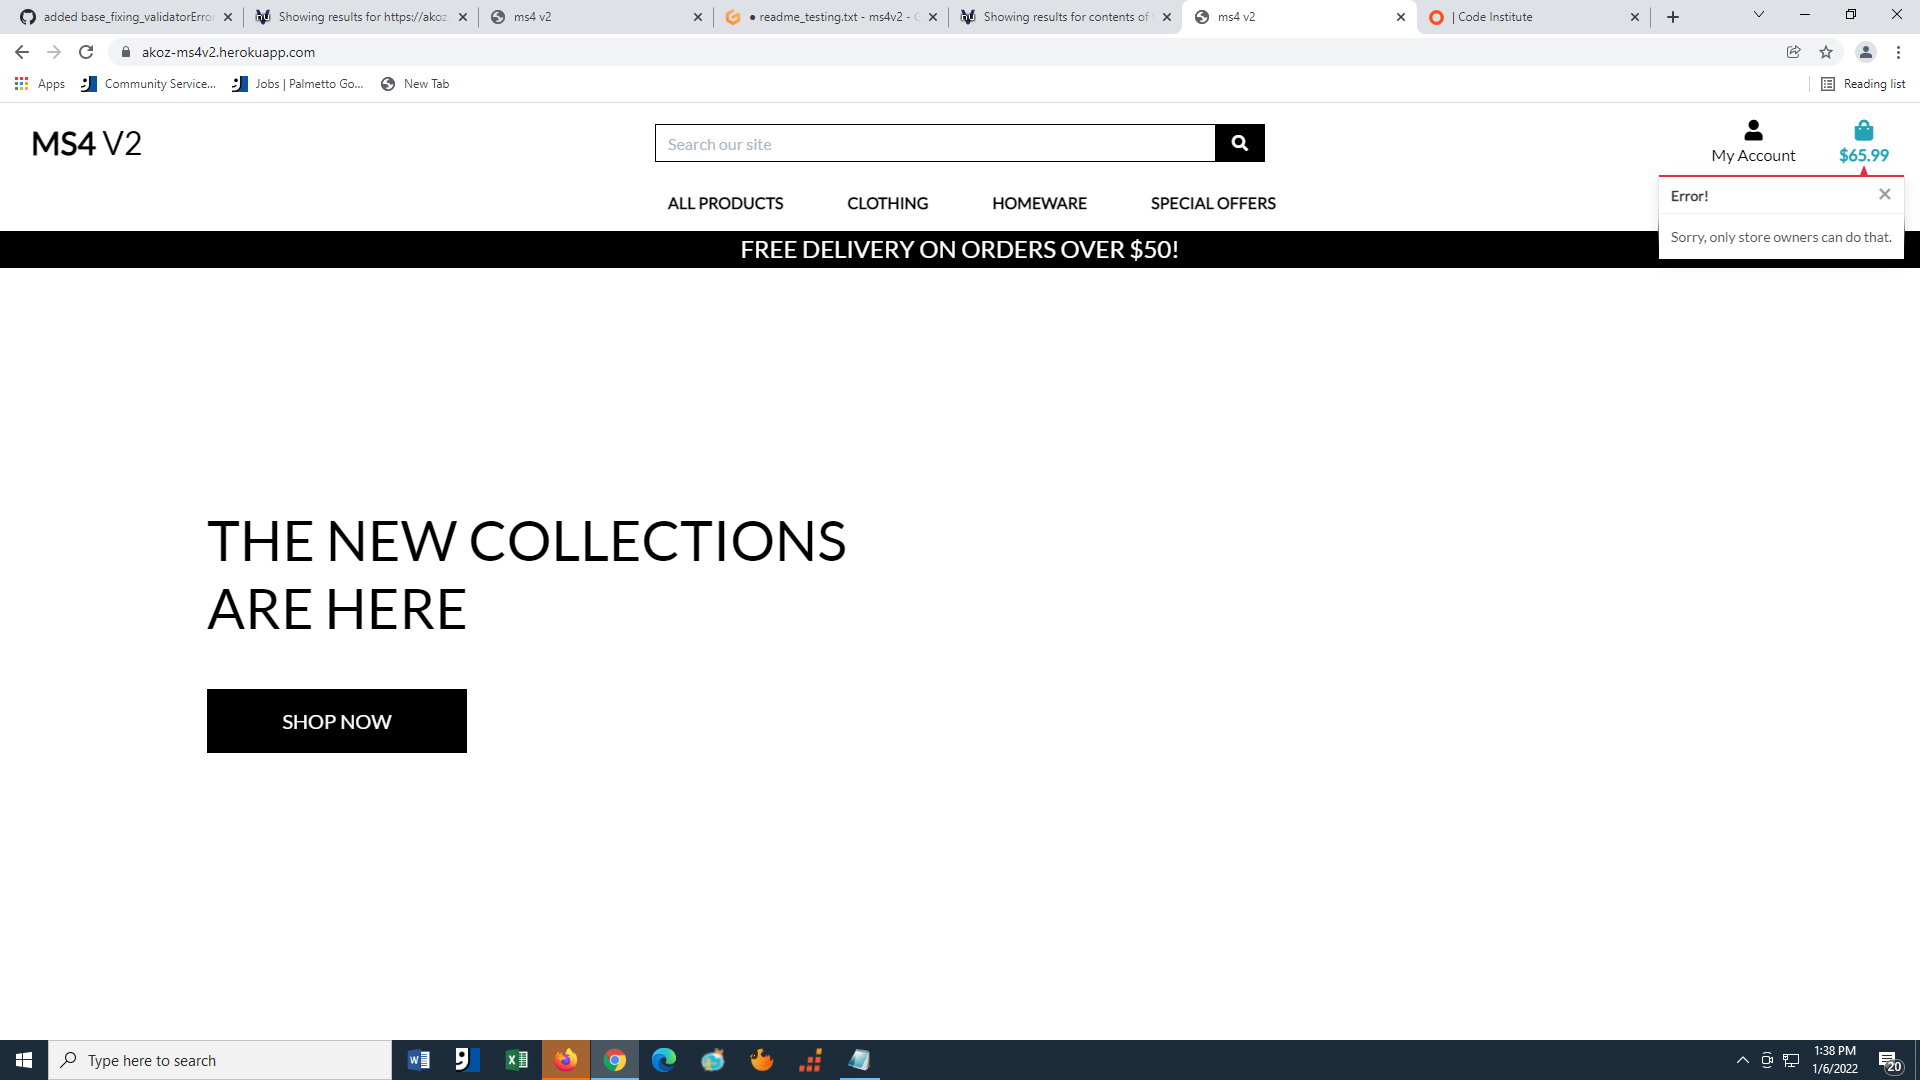 added base_fixing_validatorError
Showing results for https://akoz
ms4 v2
• readme_testing.txt - ms4v2 - G
Showing results for contents of
ms4 v2
| Code Institute
akoz-ms4v2.herokuapp.com
Apps
Community Service...
Jobs | Palmetto Go...
New Tab
Reading list
MS4 V2
Search our site
My Account
$65.99
ALL PRODUCTS
CLOTHING
HOMEWARE
SPECIAL OFFERS
Error!
Sorry, only store owners can do that.
FREE DELIVERY ON ORDERS OVER $50!
THE NEW COLLECTIONS
ARE HERE
SHOP NOW
Type here to search
1:38 PM
1/6/2022
20